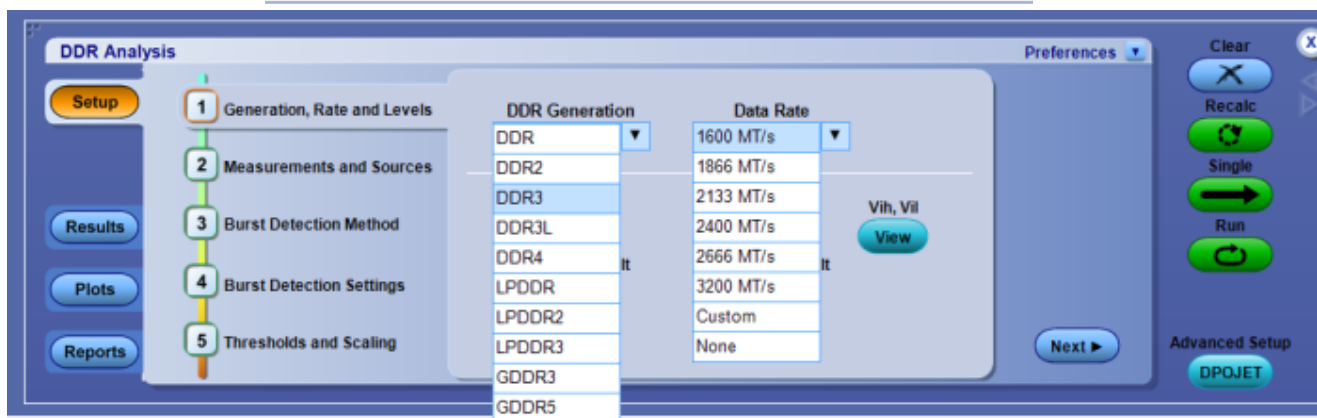 DDR Analysis
Preferences
Clear
X
Setup
1 Generation, Rate and Levels
DDR Generation
Data Rate
Recalc
DDR
1600 MT/s
DDR2
1866 MT/s
2 Measurements and Sources
Single
DDR3
2133 MT/s
Vih, Vil
Results
3 Burst Detection Method
DDR3L
2400 MT/s
View
Run
DDR4
lt
2666 MT/s
lt
Plots
4 Burst Detection Settings
LPDDR
3200 MT/s
LPDDR2
Custom
Reports
5 Thresholds and Scaling
LPDDR3
None
Next
Advanced Setup
GDDR3
DPOJET
GDDR5